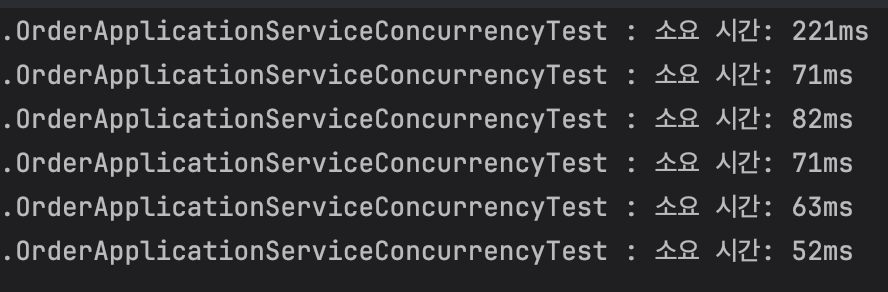 .OrderApplicationServiceConcurrencyTest : 소요 시간: 221ms
.OrderApplicationServiceConcurrencyTest : 소요 시간: 71ms
.OrderApplicationServiceConcurrencyTest : 소요 시간: 82ms
.OrderApplicationServiceConcurrencyTest : 소요 시간: 71ms
.OrderApplicationServiceConcurrencyTest : 소요 시간: 63ms
.OrderApplicationServiceConcurrencyTest : 소요 시간: 52ms